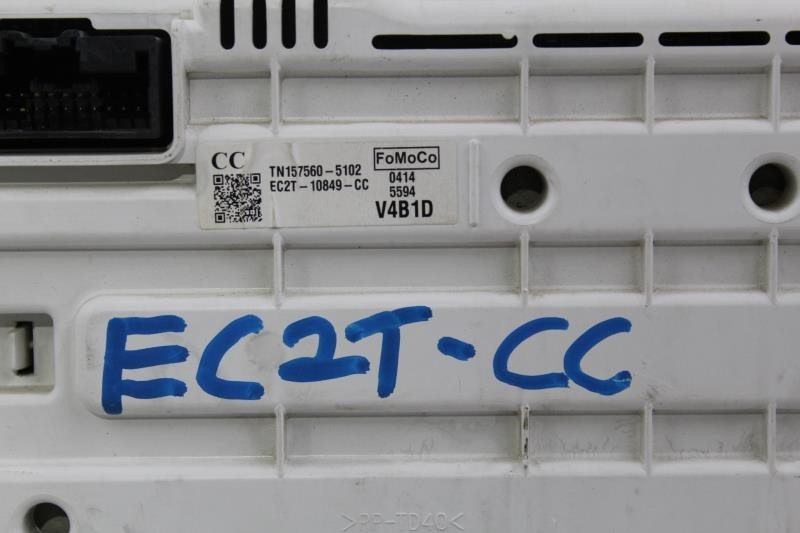 CC
TN157560-5102
EC2T-10849-CC
FoMoCo
0414
5594
V4B1D
EC2T-CC
>PP-TD40<